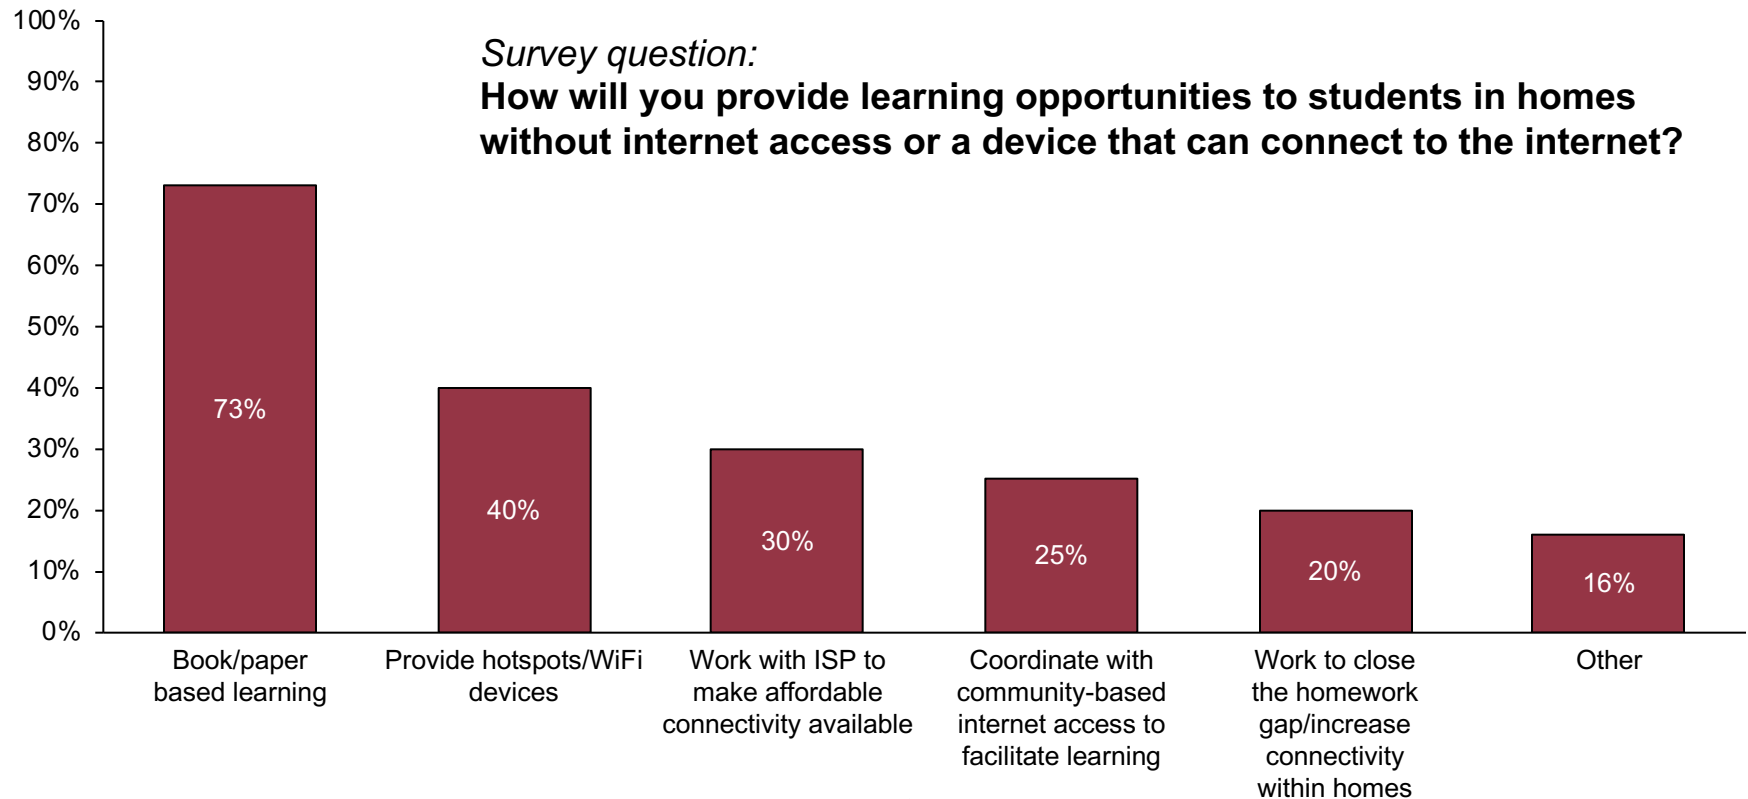 100%
90%
80%
70%
60%
50%
40%
30%
20%
10%
0%
Survey question:
How will you provide learning opportunities to students in homes
without internet access or a device that can connect to the internet?
73%
40%
30%
25%
20%
16%
Book/paper
based learning
Provide hotspots/WiFi
devices
Work with ISP to
make affordable
connectivity available
Coordinate with
community-based
internet access to
facilitate learning
Work to close
the homework
gap/increase
connectivity
within homes
Other